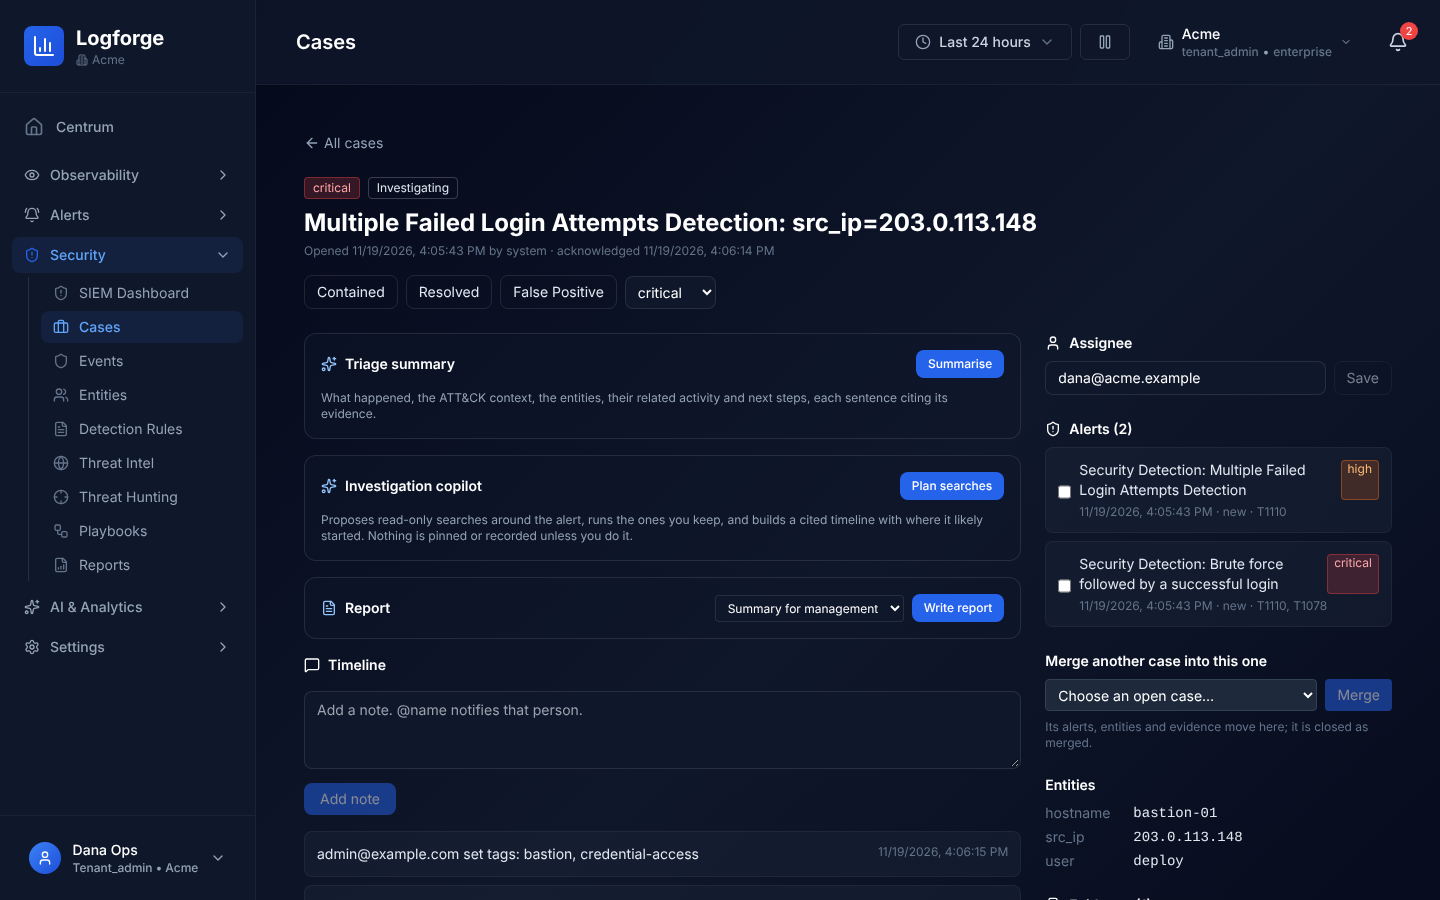 Logforge
Acme
Centrum
Observability
Alerts
Security
SIEM Dashboard
Cases
Events
Entities
Detection Rules
Threat Intel
Threat Hunting
Playbooks
Reports
AI & Analytics
Settings
Dana Ops
Tenant_admin • Acme
Cases
Last 24 hours
Acme
tenant_admin • enterprise
2
All cases
critical
Investigating
Multiple Failed Login Attempts Detection: src_ip=203.0.113.148
Opened 11/19/2026, 4:05:43 PM by system · acknowledged 11/19/2026, 4:06:14 PM
Contained
Resolved
False Positive
critical
Triage summary
Summarise
What happened, the ATT&CK context, the entities, their related activity and next steps, each sentence citing its
evidence.
Investigation copilot
Plan searches
Proposes read-only searches around the alert, runs the ones you keep, and builds a cited timeline with where it likely
started. Nothing is pinned or recorded unless you do it.
Report
Summary for management
Write report
Timeline
Add a note. @name notifies that person.
Add note
admin@example.com set tags: bastion, credential-access
11/19/2026, 4:06:15 PM
Assignee
dana@acme.example
Save
Alerts (2)
Security Detection: Multiple Failed
Login Attempts Detection
high
11/19/2026, 4:05:43 PM · new · T1110
Security Detection: Brute force
followed by a successful login
critical
11/19/2026, 4:05:43 PM · new · T1110, T1078
Merge another case into this one
Choose an open case...
Merge
Its alerts, entities and evidence move here; it is closed as
merged.
Entities
hostname
bastion-01
src_ip
203.0.113.148
user
deploy